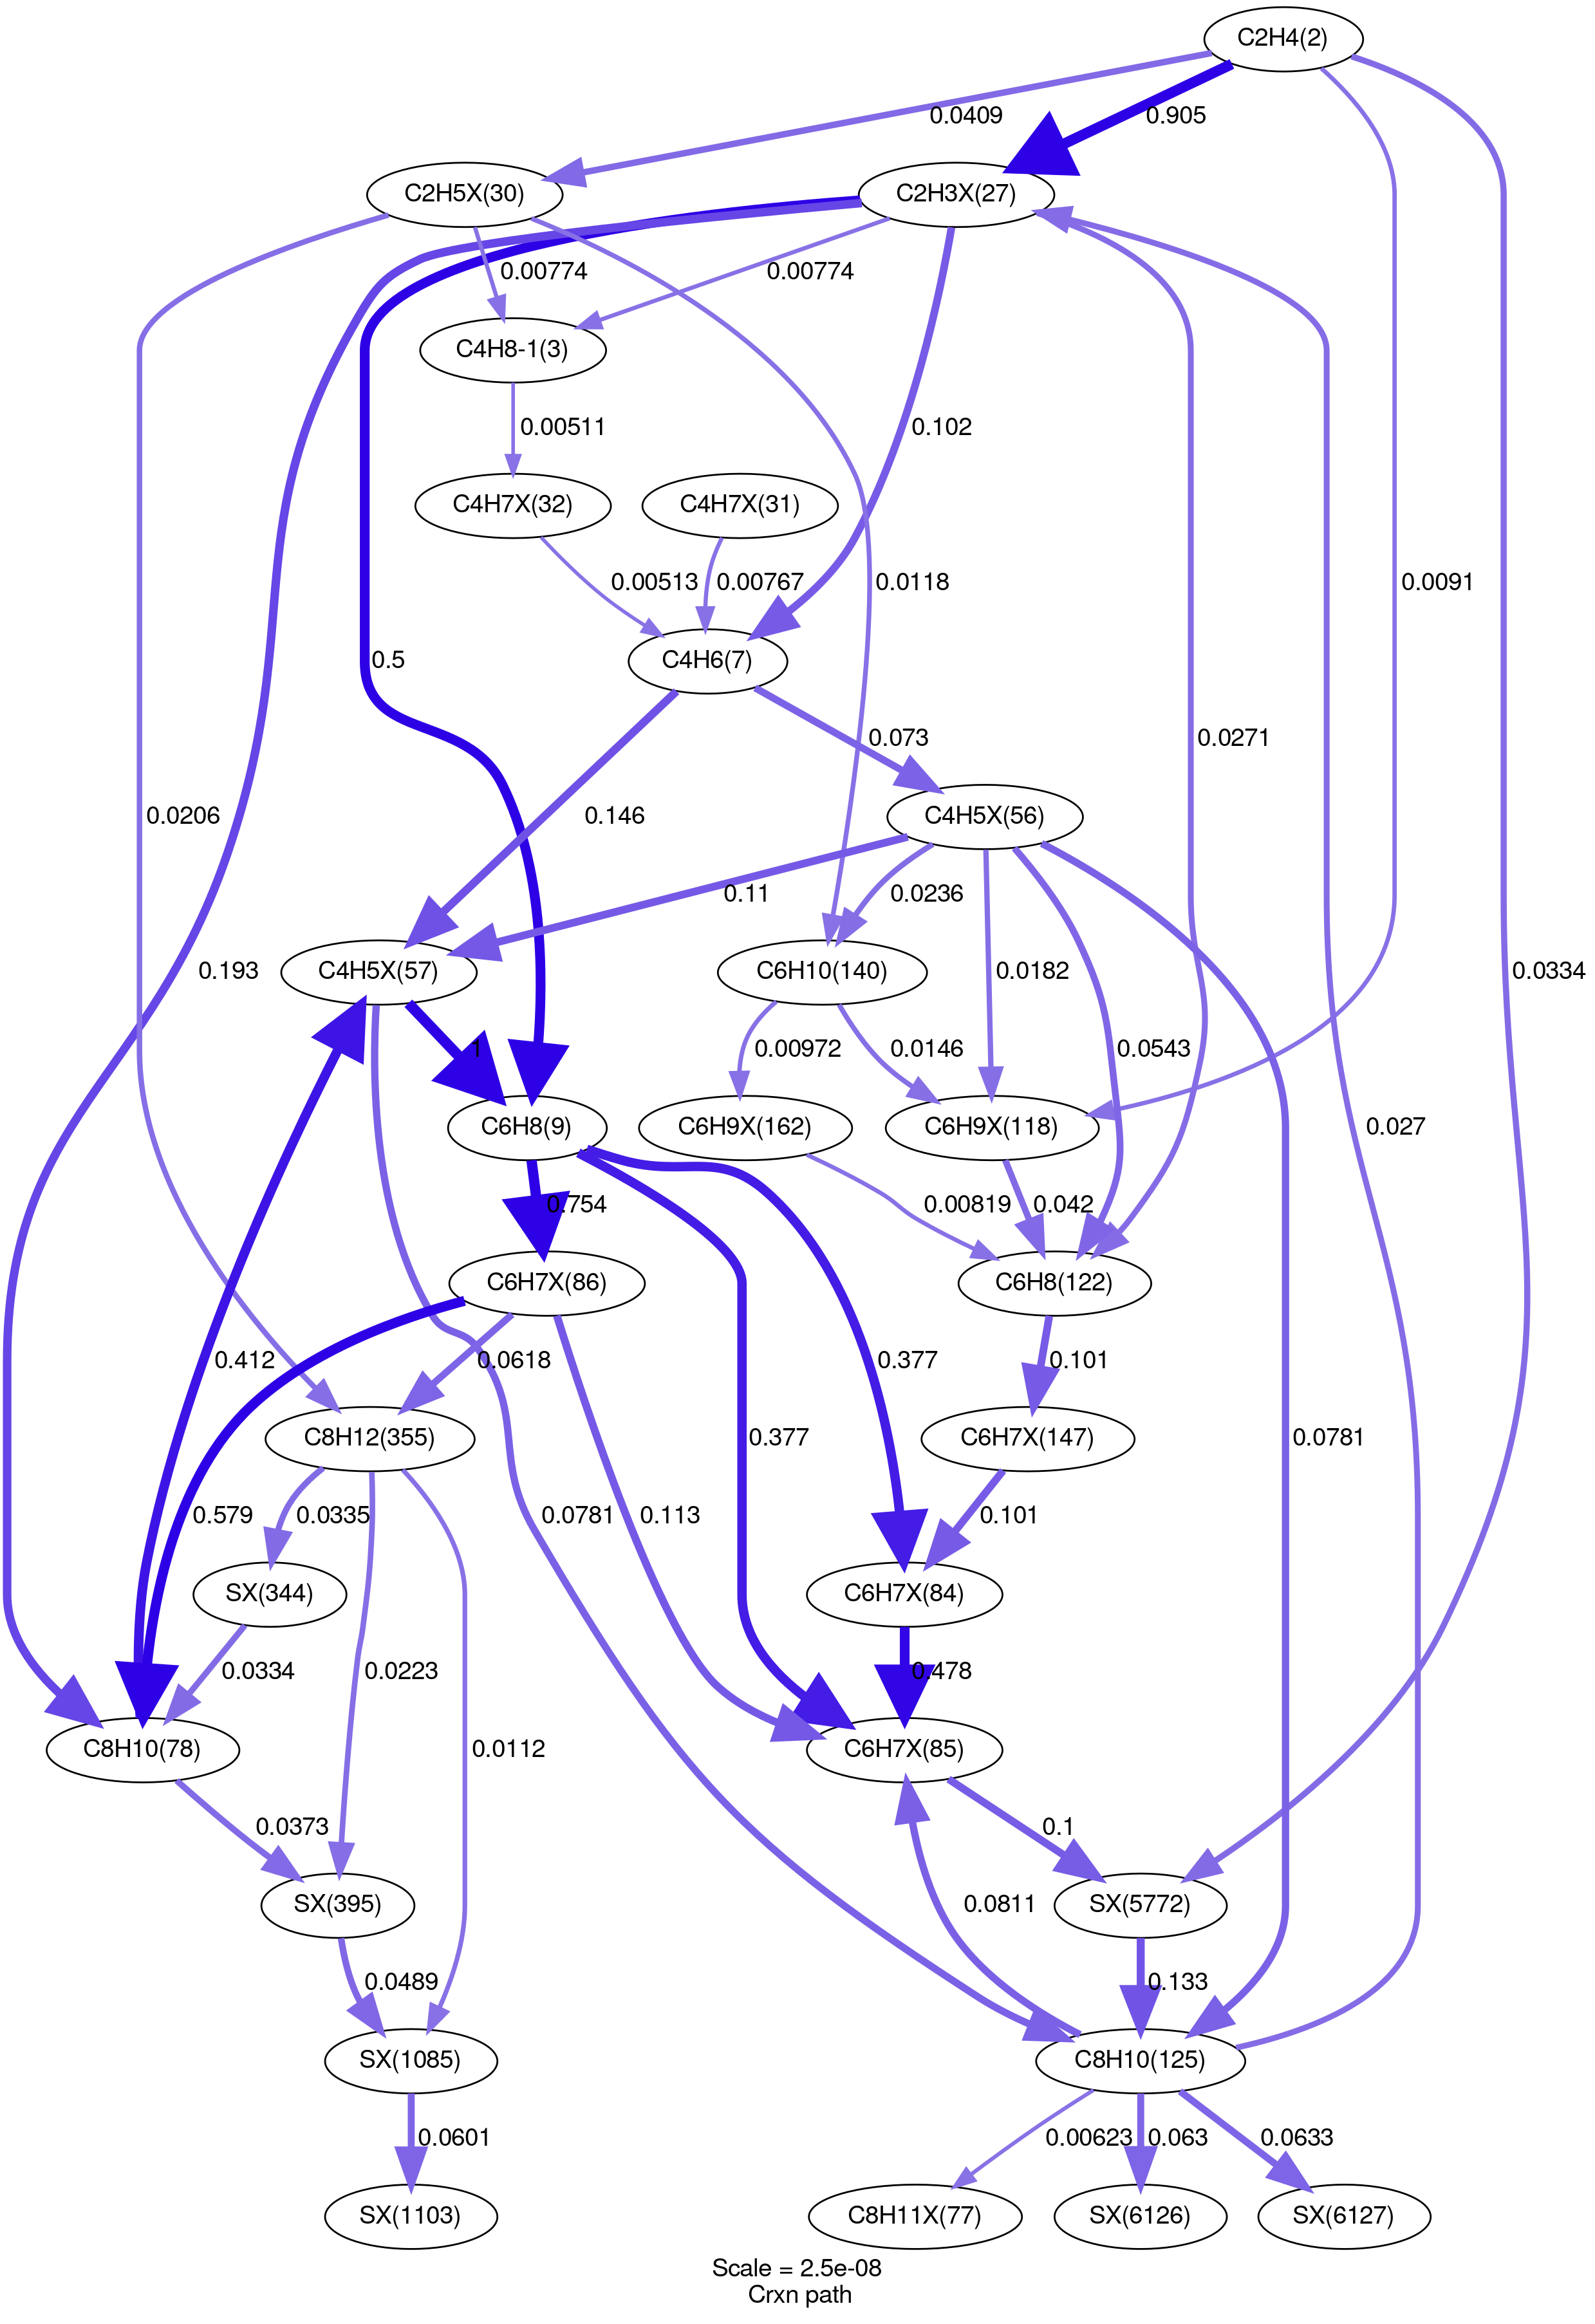 C2H4(2)
0.0409
0.905
C2H5X(30)
C2H3X(27)
0.00774
0.00774
C4H8-1(3)
0.00511
0.102
C4H7X(32)
C4H7X(31)
0.00513
0.00767
0.0118
0.0091
0.5
C4H6(7)
0.073
0.0271
0.0206
0.146
C4H5X(56)
0.11
0.0236
0.193
C4H5X(57)
C6H10(140)
0.0182
0.0334
1
0.00972
0.0146
0.0543
C6H8(9)
C6H9X(162)
C6H9X(118)
0.027
0.754
0.00819
0.042
C6H7X(86)
C6H8(122)
0.412
0.0618
0.377
0.101
C8H12(355)
0.377
C6H7X(147)
0.0781
0.579
0.0335
0.0781
0.113
0.101
SX(344)
C6H7X(84)
0.0334
0.0223
0.478
C8H10(78)
0.0112
C6H7X(85)
0.0373
0.1
SX(395)
0.0811
SX(5772)
0.0489
0.133
SX(1085)
C8H10(125)
0.0601
0.00623
0.063
0.0633
SX(1103)
C8H11X(77)
SX(6126)
SX(6127)
Scale = 2.5e-08
Crxn path